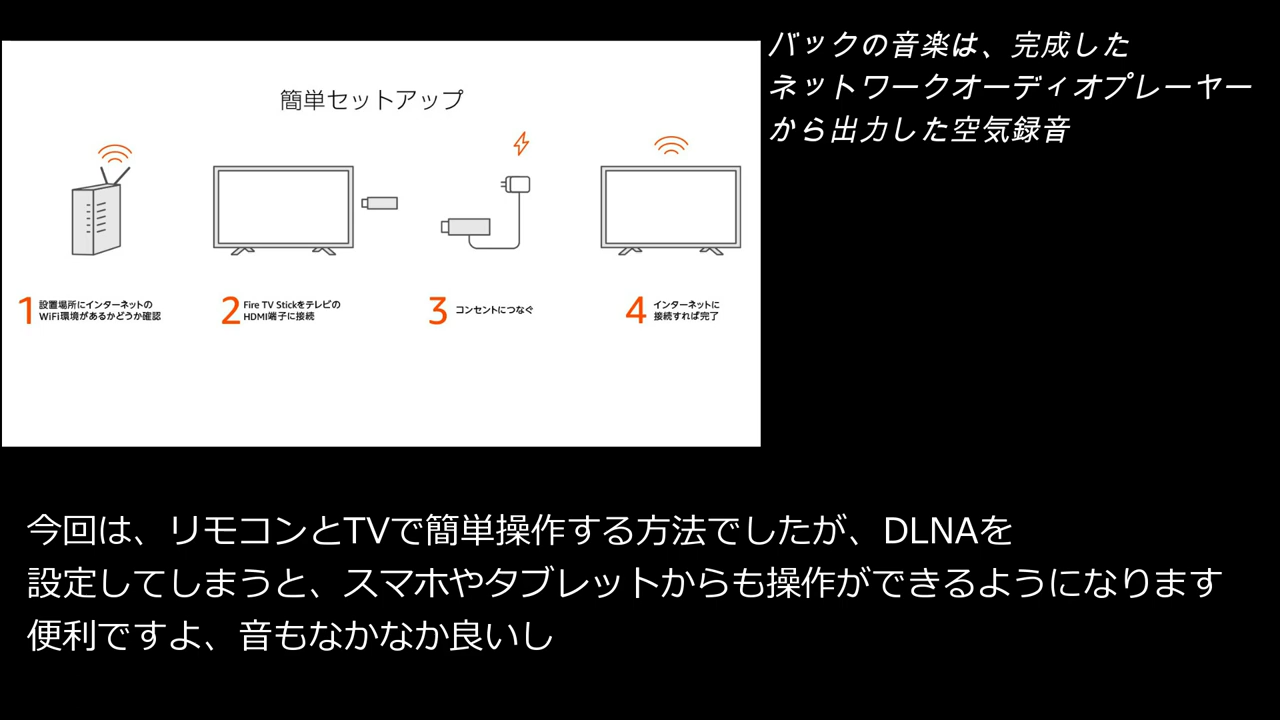 バックの音楽は、完成した
ネットワークオーディオプレーヤー
から出力した空気録音
簡単セットアップ
1 設置場所にインターネットの
WiFi環境があるかどうか確認
2 Fire TV Stickをテレビの
HDMI端子に接続
3 コンセントにつなぐ
4 インターネットに
接続すれば完了
今回は、リモコンとTVで簡単操作する方法でしたが、DLNAを
設定してしまうと、スマホやタブレットからも操作ができるようになります
便利ですよ、音もなかなか良いし